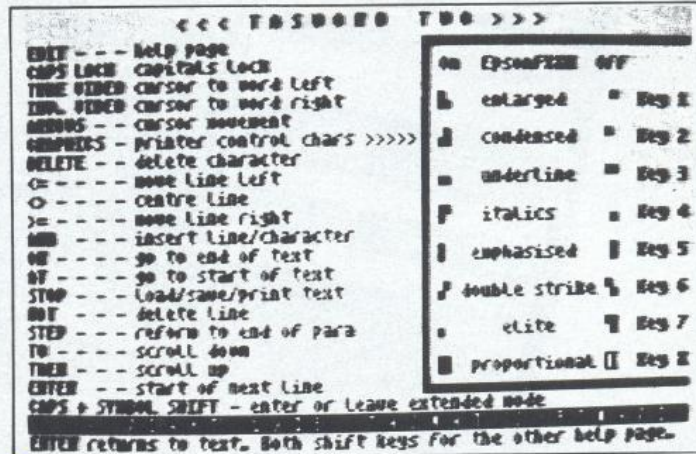 <<< TASWORD TWO >>>
EDIT - - - help page
CAPS LOCK capitals lock
TRUE VIDEO cursor to word left
INV. VIDEO cursor to word right
ARROWS - - cursor movement
GRAPHICS - printer control chars >>>>>
DELETE - - delete character
<= - - - - move line left
<> - - - - centre line
>= - - - - move line right
AND - - - insert line/character
OR - - - - go to end of text
AT - - - - go to start of text
STOP - - - load/save/print text
NOT - - - delete line
STEP - - - reform to end of para
TO - - - - scroll down
THEN - - - scroll up
ENTER - - start of next line
On Epson Off
enlarged Key 1
condensed Key 2
underline Key 3
italics Key 4
emphasised Key 5
double strike Key 6
elite Key 7
proportional Key 8
CAPS + SYMBOL SHIFT - enter or leave extended mode
ENTER returns to text. Both shift keys for the other help page.